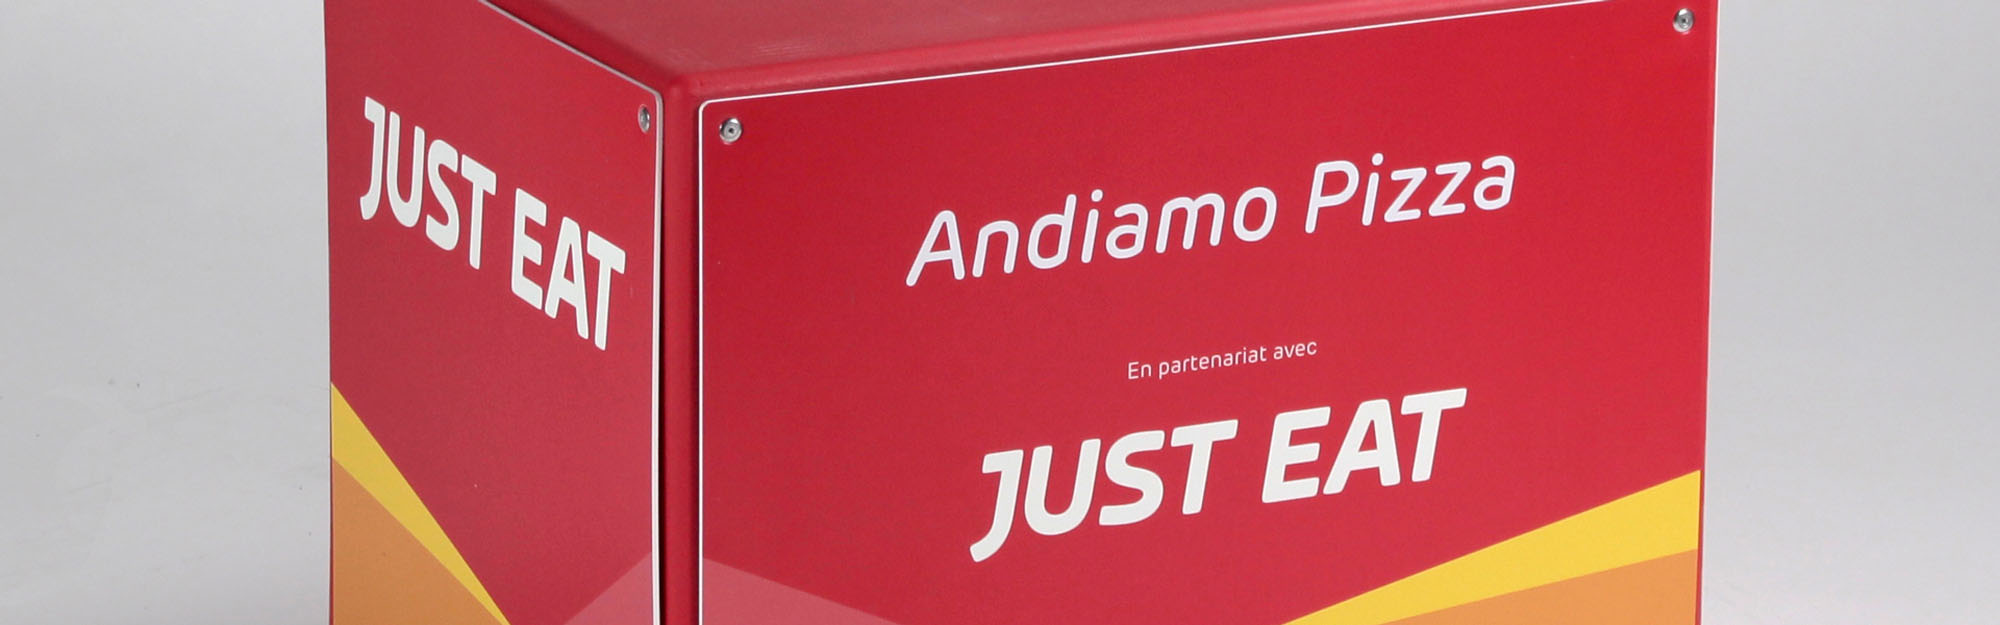 JUST EAT
Andiamo Pizza
En partenariat avec
JUST EAT